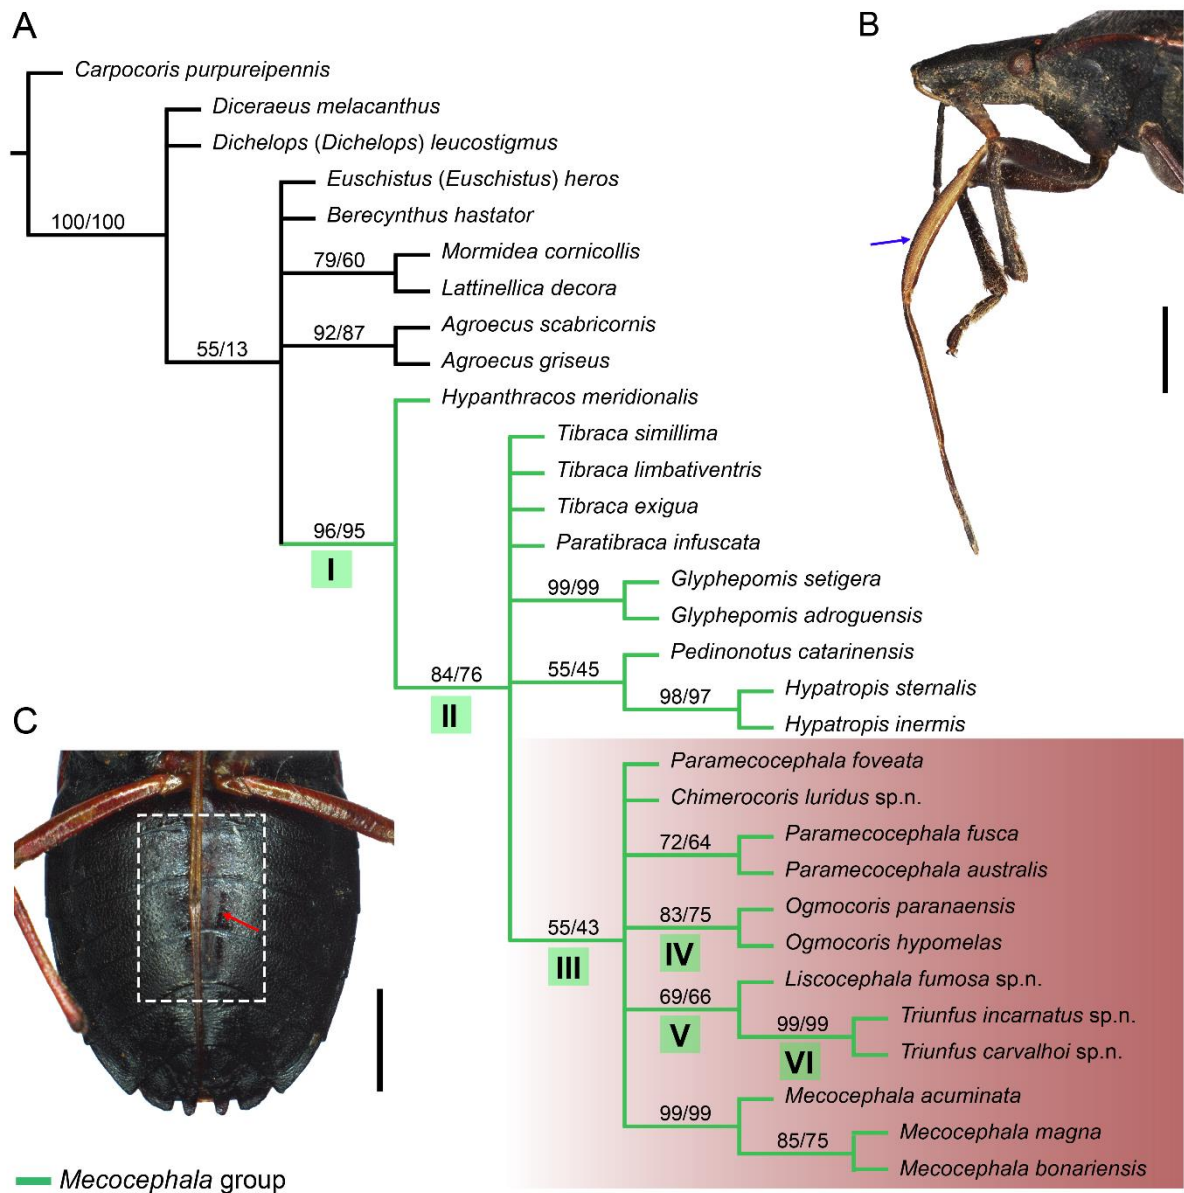 A
B
Carpocoris purpureipennis
Diceraeus melacanthus
Dichelops (Dichelops) leucostigmus
Euschistus (Euschistus) heros
100/100
Berecynthus hastator
79/60
Mormidea cornicollis
Lattinellica decora
92/87
Agroecus scabricornis
55/13
Agroecus griseus
Hypanthracos meridionalis
Tibraca simillima
Tibraca limbativentris
Tibraca exigua
96/95
Paratibraca infuscata
I
99/99
Glyphepomis setigera
Glyphepomis adroguensis
Pedinonotus catarinensis
84/76
55/45
98/97
Hypatropis sternalis
II
Hypatropis inermis
C
Paramecocephala foveata
Chimerocoris luridus sp.n.
72/64
Paramecocephala fusca
Paramecocephala australis
83/75
Ogmocoris paranaensis
55/43
IV
Ogmocoris hypomelas
III
69/66
Liscocephala fumosa sp.n.
V
99/99
Triunfus incarnatus sp.n.
VI
Triunfus carvalhoi sp.n.
Mecocephala acuminata
99/99
85/75
Mecocephala magna
Mecocephala bonariensis
Mecocephala group